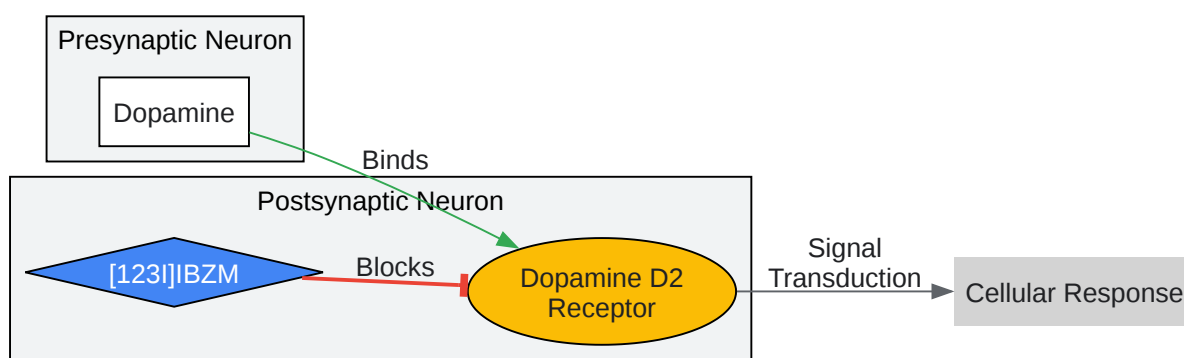 Presynaptic Neuron
Dopamine
Binds
Postsynaptic Neuron
[123I]IBZM
Blocks
Dopamine D2
Receptor
Signal
Transduction
Cellular Response